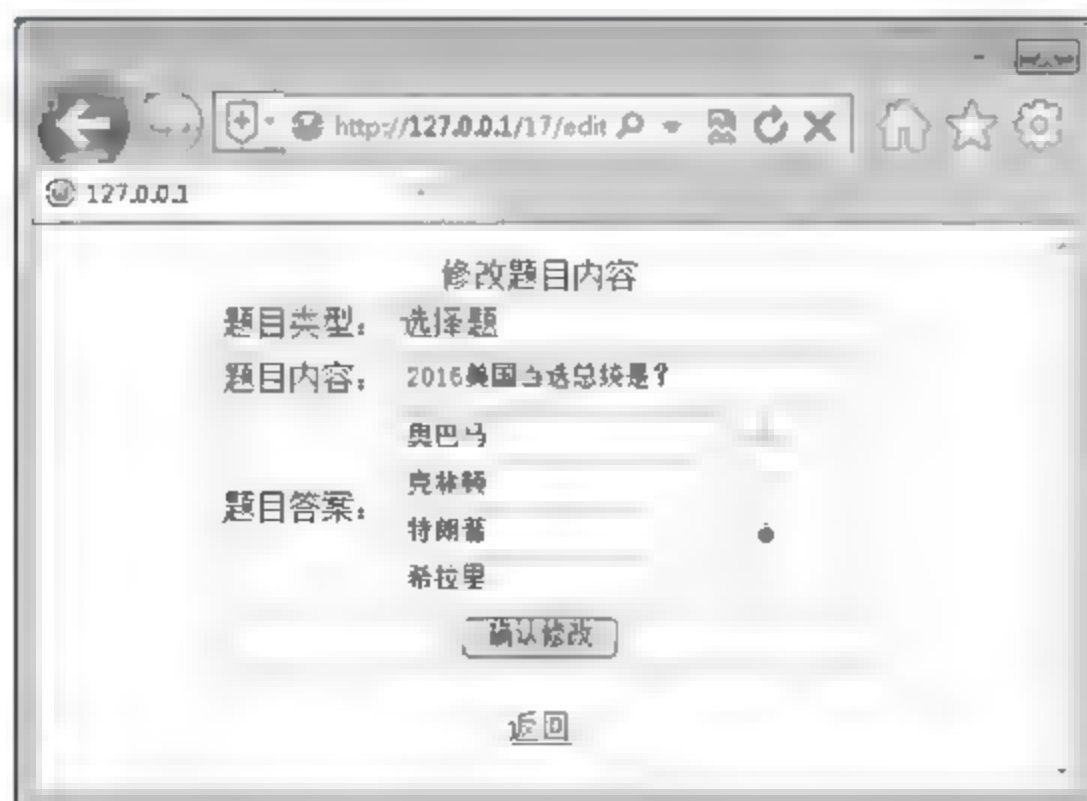 http://127.0.0.1/17/edit
127.0.0.1
修改题目内容
题目类型：
选择题
题目内容：
2016美国当选总统是？
题目答案：
奥巴马
克林顿
特朗普
希拉里
确认修改
返回